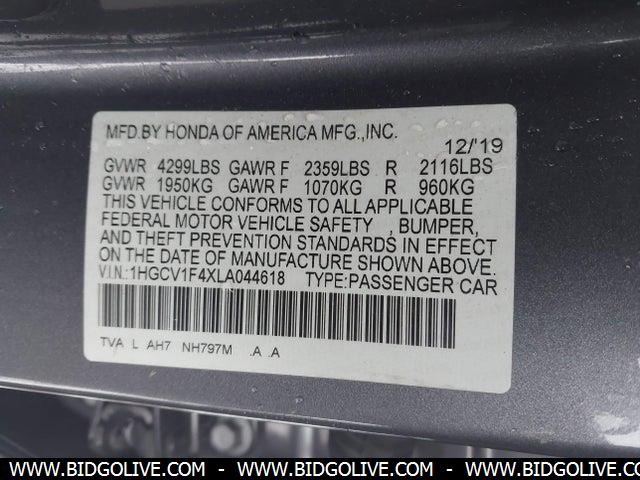 MFD.BY HONDA OF AMERICA MFG.,INC.
12/'19
GVWR 4299LBS GAWR F 2359LBS R 2116LBS
GVWR 1950KG GAWR F 1070KG R 960KG
THIS VEHICLE CONFORMS TO ALL APPLICABLE
FEDERAL MOTOR VEHICLE SAFETY , BUMPER,
AND THEFT PREVENTION STANDARDS IN EFFECT
ON THE DATE OF MANUFACTURE SHOWN ABOVE.
V.I.N.:1HGCV1F4XLA044618 TYPE:PASSENGER CAR
TVA L AH7 NH797M .A .A
WWW.BIDGOLIVE.COM - WWW.BIDGOLIVE.COM - WWW.BIDGOLIVE.COM